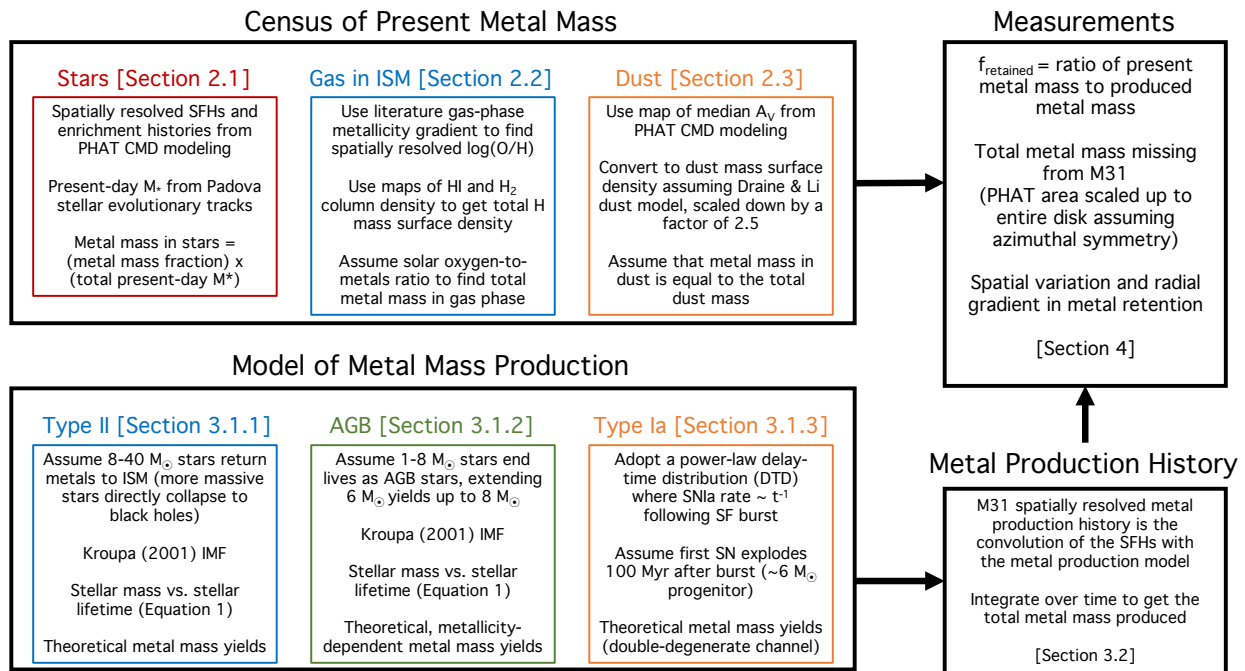 Census of Present Metal Mass
Stars [Section 2.1]
Spatially resolved SFHs and
enrichment histories from
PHAT CMD modeling
Present-day M* from Padova
stellar evolutionary tracks
Metal mass in stars =
(metal mass fraction) x
(total present-day M*)
Gas in ISM [Section 2.2]
Use literature gas-phase
metallicity gradient to find
spatially resolved log(O/H)
Use maps of HI and H₂
column density to get total H
mass surface density
Assume solar oxygen-to-
metals ratio to find total
metal mass in gas phase
Dust [Section 2.3]
Use map of median Aᵥ from
PHAT CMD modeling
Convert to dust mass surface
density assuming Draine & Li
dust model, scaled down by a
factor of 2.5
Assume that metal mass in
dust is equal to the total
dust mass
Measurements
f_retained = ratio of present
metal mass to produced
metal mass
Total metal mass missing
from M31
(PHAT area scaled up to
entire disk assuming
azimuthal symmetry)
Spatial variation and radial
gradient in metal retention
[Section 4]
Model of Metal Mass Production
Type II [Section 3.1.1]
Assume 8-40 M☉ stars return
metals to ISM (more massive
stars directly collapse to
black holes)
Kroupa (2001) IMF
Stellar mass vs. stellar
lifetime (Equation 1)
Theoretical metal mass yields
AGB [Section 3.1.2]
Assume 1-8 M☉ stars end
lives as AGB stars, extending
6 M☉ yields up to 8 M☉
Kroupa (2001) IMF
Stellar mass vs. stellar
lifetime (Equation 1)
Theoretical, metallicity-
dependent metal mass yields
Type Ia [Section 3.1.3]
Adopt a power-law delay-
time distribution (DTD)
where SNIa rate ~ t⁻¹
following SF burst
Assume first SN explodes
100 Myr after burst (~6 M☉
progenitor)
Theoretical metal mass yields
(double-degenerate channel)
Metal Production History
M31 spatially resolved metal
production history is the
convolution of the SFHs with
the metal production model
Integrate over time to get the
total metal mass produced
[Section 3.2]